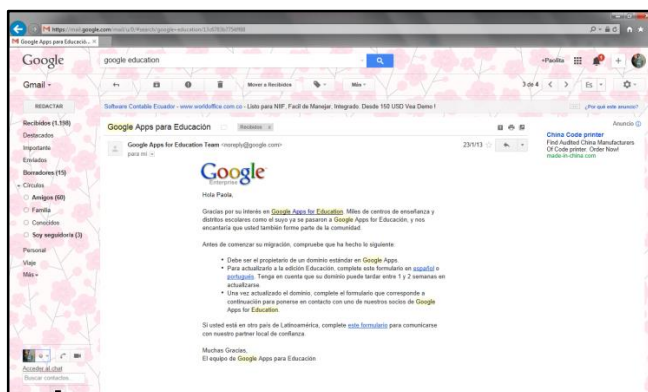 https://mail.google.com/mail/u/0/#search/google+education/
Google Apps para Educació...
Google
google education
+Paolita
Gmail
Mover a Recibidos
Más
3 de 4
Es
REDACTAR
Software Contable Ecuador - www.worldoffice.com.co - Listo para NIIF, Facil de Manejar, Integrado. Desde 150 USD Vea Demo !
¿Por qué este anuncio?
Recibidos (1.198)
Destacados
Importante
Enviados
Borradores (15)
Círculos
Amigos (60)
Familia
Conocidos
Soy seguidor/a (3)
Personal
Viaje
Más
Acceder al chat
Buscar contactos...
Google Apps para Educación
Recibidos x
Google Apps for Education Team <noreply@google.com>
23/1/13
para mí
Google
Enterprise
Hola Paola,
Gracias por su interés en Google Apps for Education. Miles de centros de enseñanza y
distritos escolares como el suyo ya se pasaron a Google Apps for Education, y nos
encantaría que usted también forme parte de la comunidad.
Antes de comenzar su migración, compruebe que ha hecho lo siguiente:
• Debe ser el propietario de un dominio estándar en Google Apps.
• Para actualizarlo a la edición Educación, complete este formulario en español o
portugués. Tenga en cuenta que su dominio puede tardar entre 1 y 2 semanas en
actualizarse.
• Una vez actualizado el dominio, complete el formulario que corresponde a
continuación para ponerse en contacto con uno de nuestros socios de Google
Apps for Education.
Si usted está en otro país de Latinoamérica, complete este formulario para comunicarse
con nuestro partner local de confianza.
Muchas Gracias,
El equipo de Google Apps para Educación
Anuncio
China Code printer
Find Audited China Manufacturers
Of Code printer. Order Now!
made-in-china.com